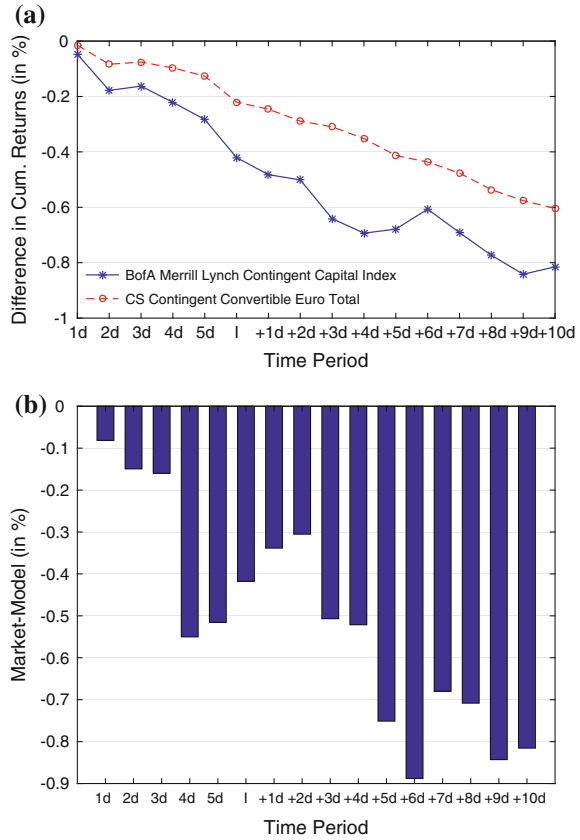 (a)
Difference in Cum. Returns (in %)
0
-0.2
-0.4
-0.6
-0.8
-1
BofA Merrill Lynch Contingent Capital Index
CS Contingent Convertible Euro Total
1d 2d 3d 4d 5d I +1d +2d +3d +4d +5d +6d +7d +8d +9d +10d
Time Period
(b)
Market-Model (in %)
0
-0.1
-0.2
-0.3
-0.4
-0.5
-0.6
-0.7
-0.8
-0.9
1d 2d 3d 4d 5d I +1d +2d +3d +4d +5d +6d +7d +8d +9d +10d
Time Period